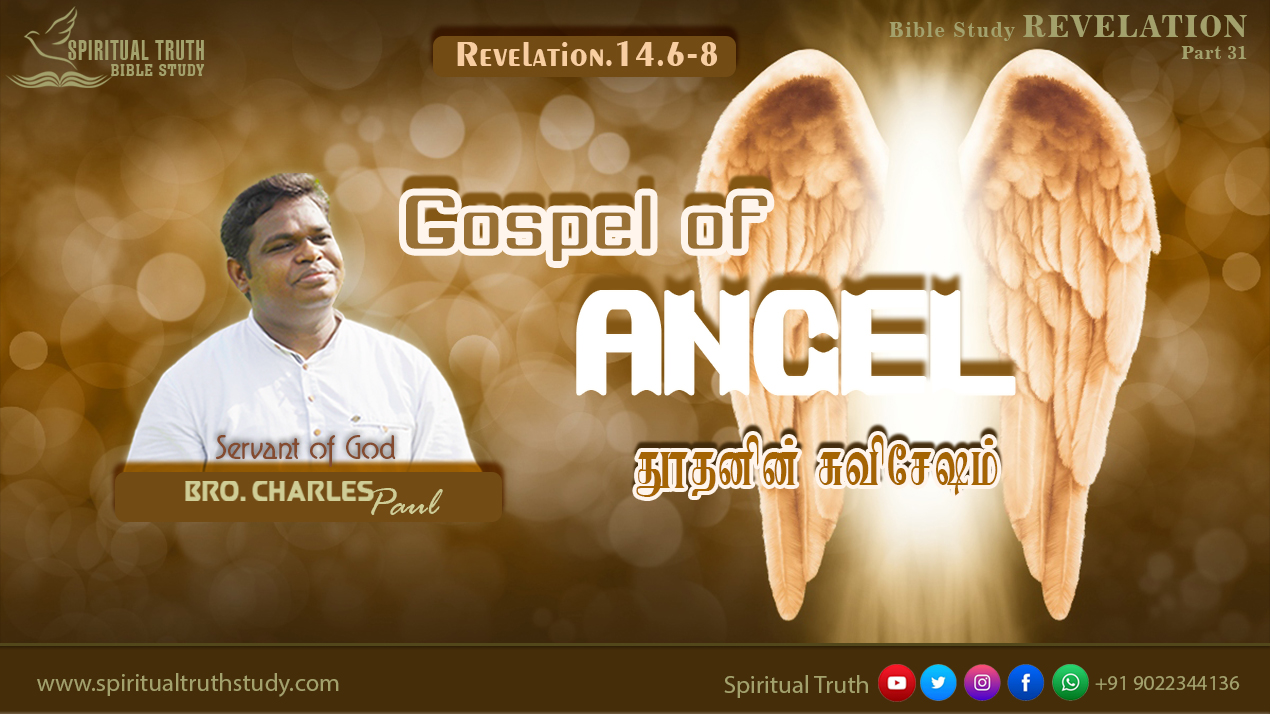 SPIRITUAL TRUTH
BIBLE STUDY
Revelation.14.6-8
Bible Study REVELATION
Part 31
Gospel of
ANGEL
தூதனின் சுவிசேஷம்
Servant of God
BRO. CHARLES Paul
www.spiritualtruthstudy.com
Spiritual Truth
+91 9022344136